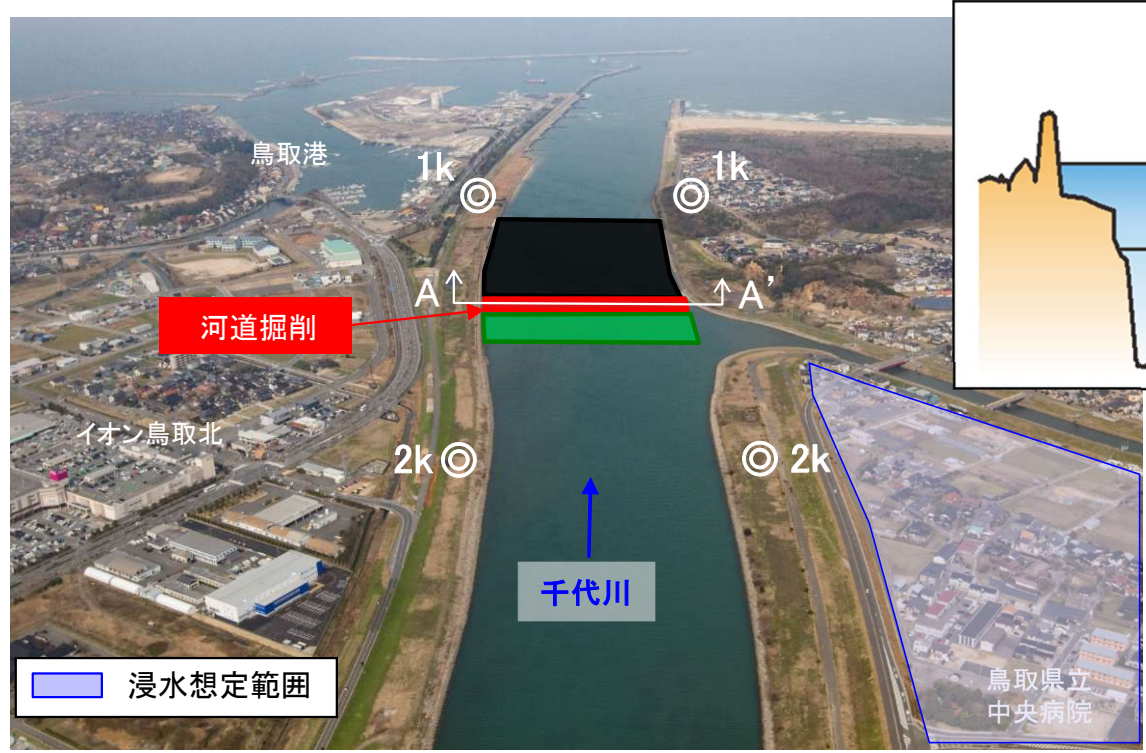 鳥取港
1k
1k
A
A'
河道掘削
イオン鳥取北
2k
2k
千代川
浸水想定範囲
鳥取県立
中央病院